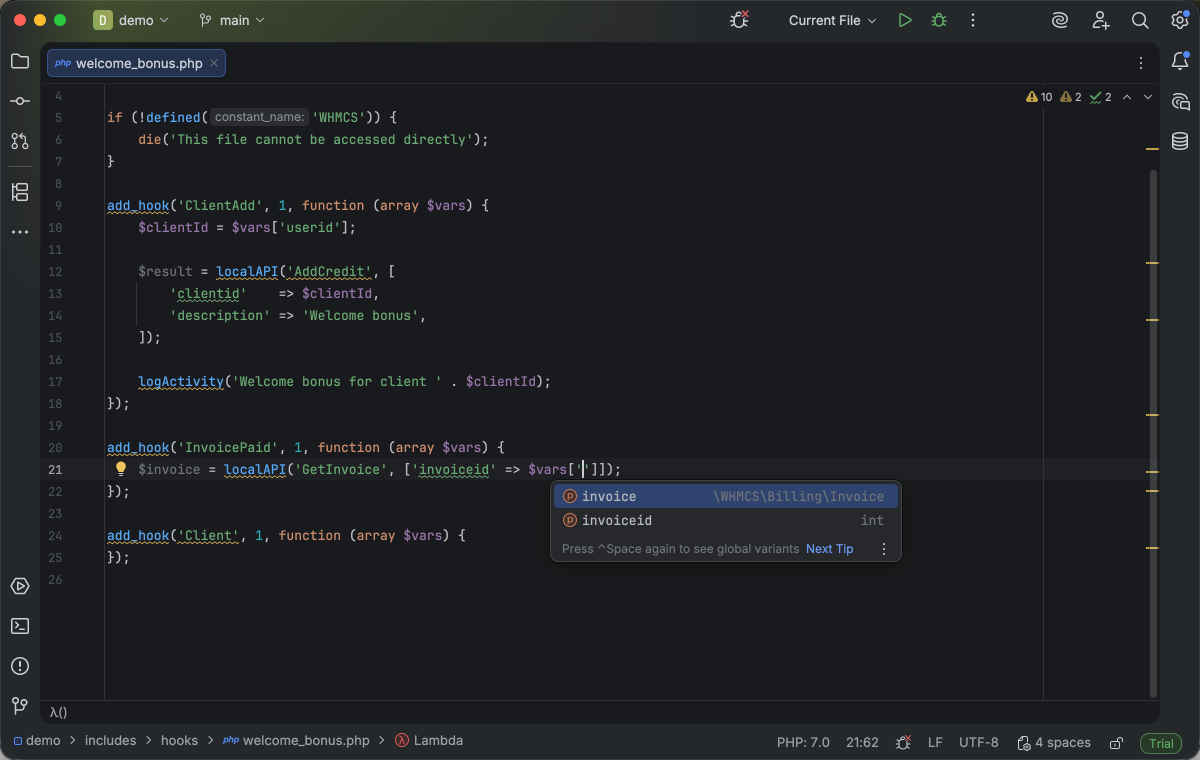 D demo main Current File
php welcome_bonus.php
10 2 2
4
5 if (!defined( constant_name: 'WHMCS')) {
6 die('This file cannot be accessed directly');
7 }
8
9 add_hook('ClientAdd', 1, function (array $vars) {
10 $clientId = $vars['userid'];
11
12 $result = localAPI('AddCredit', [
13 'clientid' => $clientId,
14 'description' => 'Welcome bonus',
15 ]);
16
17 logActivity('Welcome bonus for client ' . $clientId);
18 });
19
20 add_hook('InvoicePaid', 1, function (array $vars) {
21 $invoice = localAPI('GetInvoice', ['invoiceid' => $vars['']]);
22 });
23
24 add_hook('Client', 1, function (array $vars) {
25 });
26
p invoice \WHMCS\Billing\Invoice
p invoiceid int
Press ^Space again to see global variants Next Tip
λ()
demo > includes > hooks > php welcome_bonus.php > λ Lambda
PHP: 7.0 21:62 LF UTF-8 4 spaces Trial